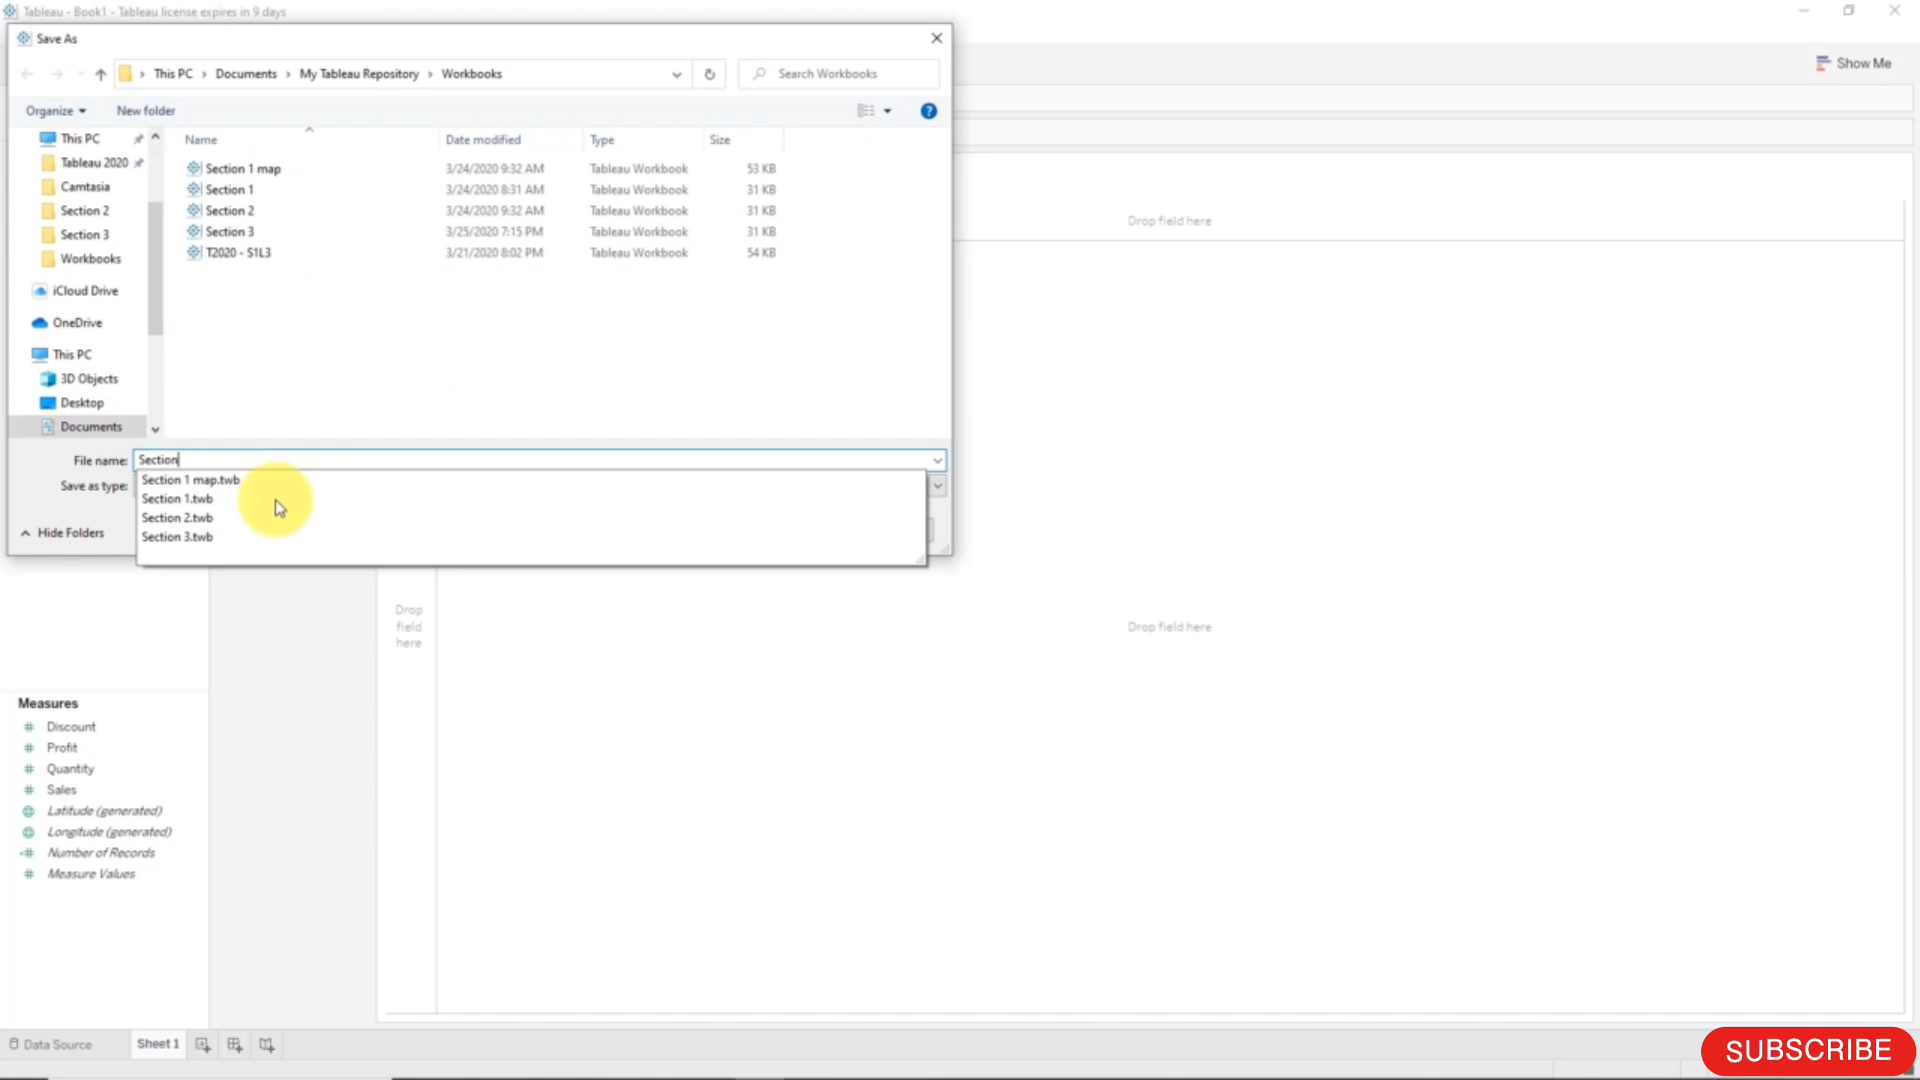 Tableau - Book1 - Tableau license expires in 9 days
Save As
This PC > Documents > My Tableau Repository > Workbooks
Search Workbooks
Show Me
Organize
New folder
Name Date modified Type Size
Section 1 map 3/24/2020 9:32 AM Tableau Workbook 53 KB
Section 1 3/24/2020 8:31 AM Tableau Workbook 31 KB
Section 2 3/24/2020 9:32 AM Tableau Workbook 31 KB
Section 3 3/25/2020 7:15 PM Tableau Workbook 31 KB
T2020 - S1L3 3/21/2020 8:02 PM Tableau Workbook 54 KB
This PC
Tableau 2020
Camtasia
Section 2
Section 3
Workbooks
iCloud Drive
OneDrive
This PC
3D Objects
Desktop
Documents
File name: Section
Save as type:
Section 1 map.twb
Section 1.twb
Section 2.twb
Section 3.twb
Hide Folders
Drop field here
Drop
field
here
Drop field here
Measures
Discount
Profit
Quantity
Sales
Latitude (generated)
Longitude (generated)
Number of Records
Measure Values
Data Source
Sheet 1
SUBSCRIBE